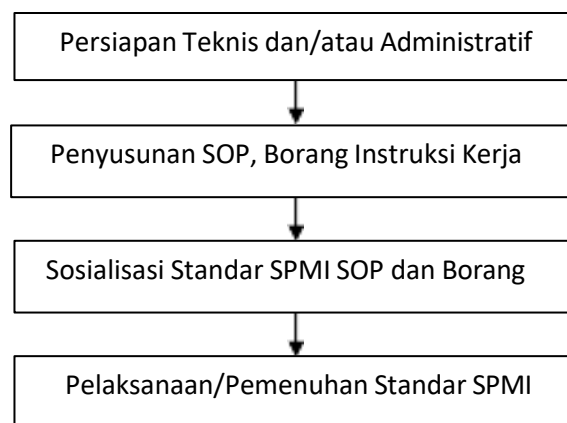 Persiapan Teknis dan/atau Administratif
Penyusunan SOP, Borang Instruksi Kerja
Sosialisasi Standar SPMI SOP dan Borang
Pelaksanaan/Pemenuhan Standar SPMI